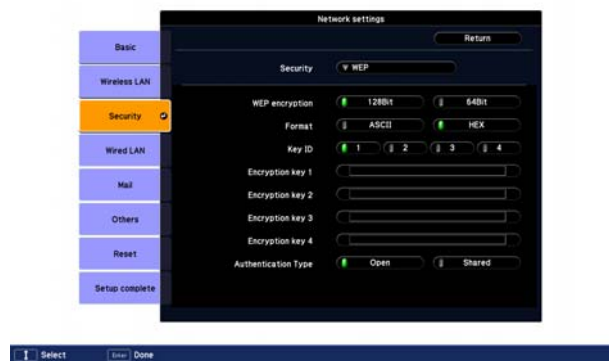 Network settings
Return
Basic
Wireless LAN
Security
Wired LAN
Mail
Others
Reset
Setup complete
Security WEP
WEP encryption 128Bit 64Bit
Format ASCII HEX
Key ID 1 2 3 4
Encryption key 1
Encryption key 2
Encryption key 3
Encryption key 4
Authentication Type Open Shared
Select Enter Done